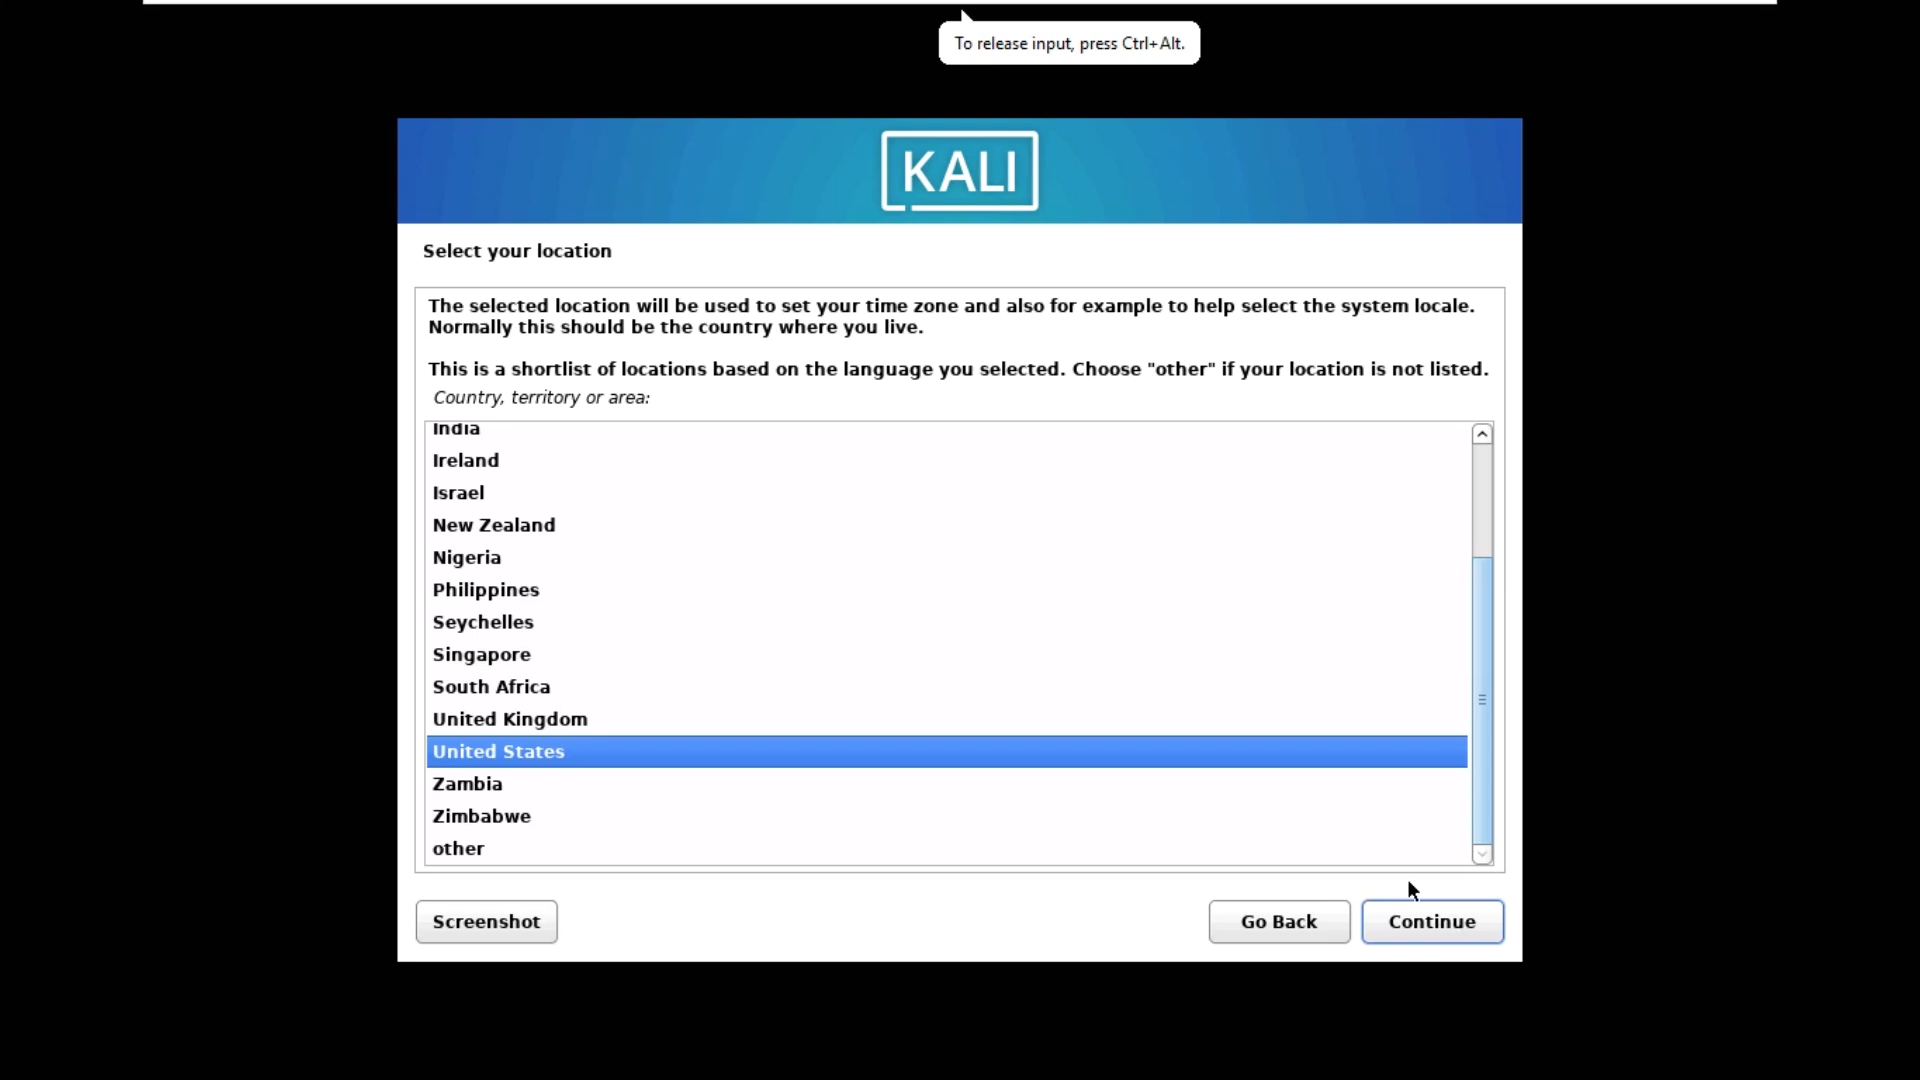 To release input, press Ctrl+Alt.
KALI
Select your location
The selected location will be used to set your time zone and also for example to help select the system locale.
Normally this should be the country where you live.
This is a shortlist of locations based on the language you selected. Choose "other" if your location is not listed.
Country, territory or area:
India
Ireland
Israel
New Zealand
Nigeria
Philippines
Seychelles
Singapore
South Africa
United Kingdom
United States
Zambia
Zimbabwe
other
Screenshot
Go Back
Continue